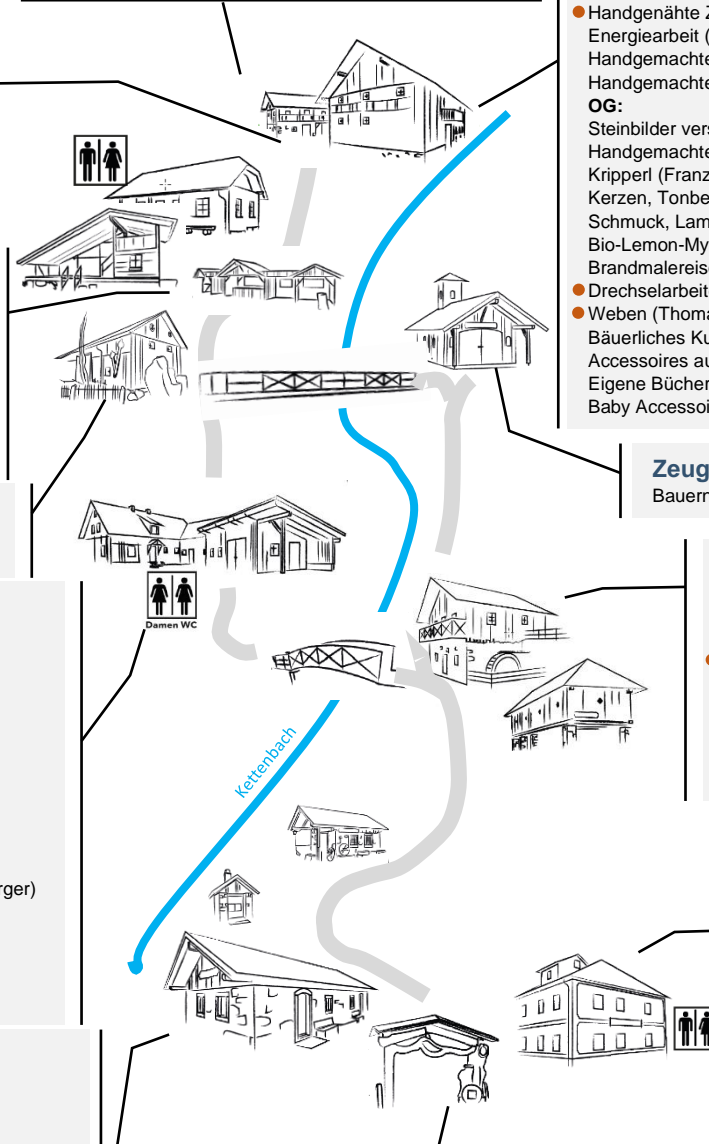 Handgenähte Z
Energiearbeit (
Handgemachte
Handgemachte
OG:
Steinbilder vers
Handgemachte
Kripperl (Franz
Kerzen, Tonbe
Schmuck, Lam
Bio-Lemon-My
Brandmalereis
Drechselarbeit
Weben (Thoma
Bäuerliches Ku
Accessoires au
Eigene Bücher
Baby Accessoi
Zeug
Bauern
Damen WC
Kettenbach
rger)